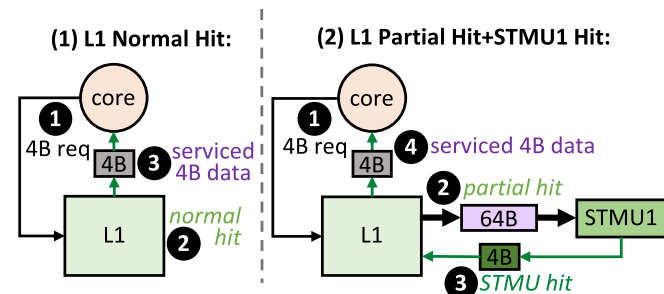 (1) L1 Normal Hit:
core
1
4B req
4B
3
serviced
4B data
L1
normal
hit
2
(2) L1 Partial Hit+STMU1 Hit:
core
1
4B req
4B
4
serviced 4B data
2
partial hit
L1
64B
STMU1
4B
3
STMU hit